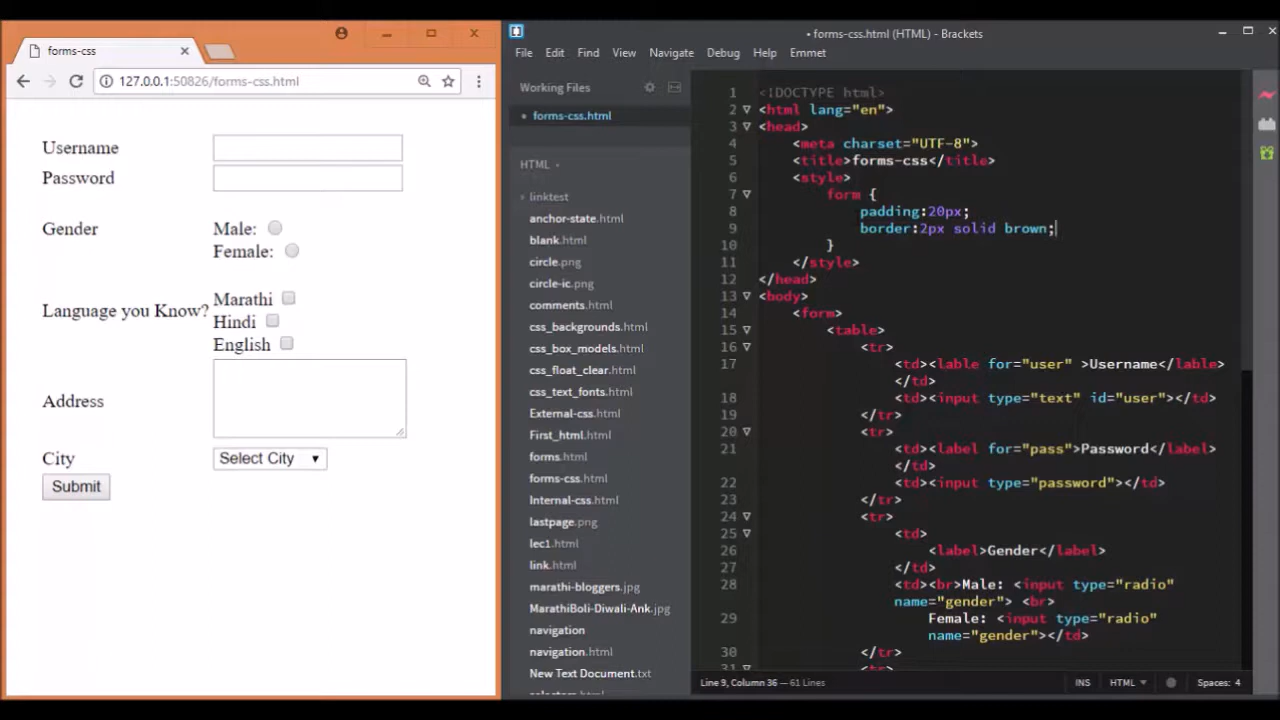 forms-css
127.0.0.1:50826/forms-css.html
Username
Password
Gender
Male:
Female:
Language you Know?
Marathi
Hindi
English
Address
City
Select City
Submit
• forms-css.html (HTML) - Brackets
File Edit Find View Navigate Debug Help Emmet
Working Files
forms-css.html
HTML
linktest
anchor-state.html
blank.html
circle.png
circle-ic.png
comments.html
css_backgrounds.html
css_box_models.html
css_float_clear.html
css_text_fonts.html
External-css.html
First_html.html
forms.html
forms-css.html
Internal-css.html
lastpage.png
lec1.html
link.html
marathi-bloggers.jpg
MarathiBoli-Diwali-Ank.jpg
navigation
navigation.html
New Text Document.txt
1 <!DOCTYPE html>
2 <html lang="en">
3 <head>
4 <meta charset="UTF-8">
5 <title>forms-css</title>
6 <style>
7 form {
8 padding:20px;
9 border:2px solid brown;
10 }
11 </style>
12 </head>
13 <body>
14 <form>
15 <table>
16 <tr>
17 <td><lable for="user" >Username</lable>
</td>
18 <td><input type="text" id="user"></td>
19 </tr>
20 <tr>
21 <td><label for="pass">Password</label>
</td>
22 <td><input type="password"></td>
23 </tr>
24 <tr>
25 <td>
26 <label>Gender</label>
27 </td>
28 <td><br>Male: <input type="radio"
name="gender"> <br>
29 Female: <input type="radio"
name="gender"></td>
30 </tr>
31 <tr>
Line 9, Column 36 — 61 Lines
INS HTML Spaces: 4